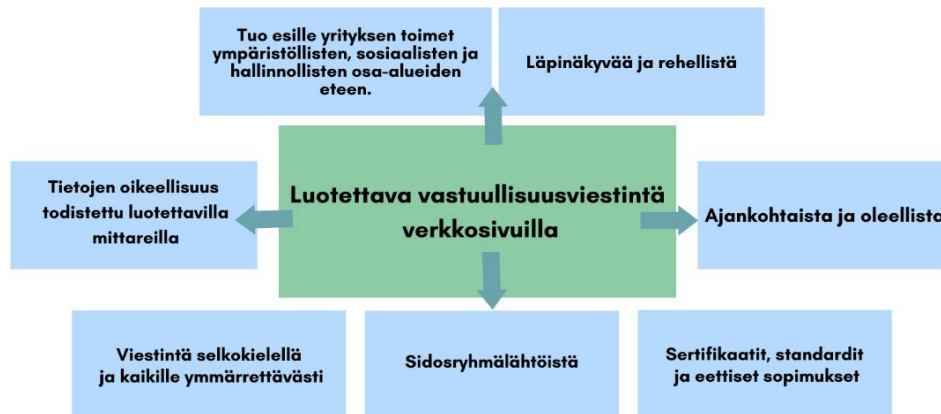 Tuo esille yrityksen toimet
ympäristöllisten, sosiaalisten ja
hallinnollisten osa-alueiden
eteen.
Läpinäkyvää ja rehellistä
Tietojen oikeellisuus
todistettu luotettavilla
mittareilla
Luotettava vastuullisuusviestintä
verkkosivuilla
Ajankohtaista ja oleellista
Viestintä selkokielellä
ja kaikille ymmärrettävästi
Sidosryhmälähtöistä
Sertifikaatit, standardit
ja eettiset sopimukset